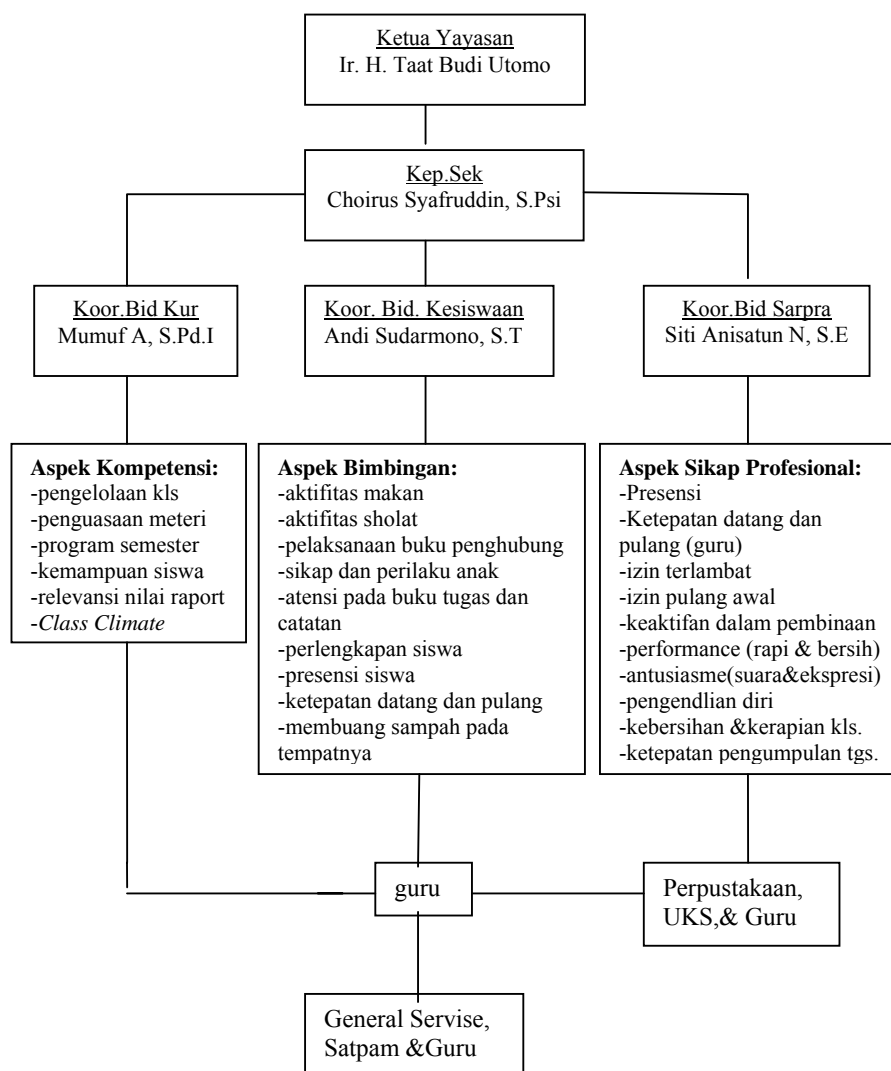 Ketua Yayasan
Ir. H. Taat Budi Utomo
Kep.Sek
Choirus Syafruddin, S.Psi
Koor.Bid Kur
Mumuf A, S.Pd.I
Koor. Bid. Kesiswaan
Andi Sudarmono, S.T
Koor.Bid Sarpra
Siti Anisatun N, S.E
Aspek Kompetensi:
-pengelolaan kls
-penguasaan meteri
-program semester
-kemampuan siswa
-relevansi nilai raport
-Class Climate
Aspek Bimbingan:
-aktifitas makan
-aktifitas sholat
-pelaksanaan buku penghubung
-sikap dan perilaku anak
-atensi pada buku tugas dan
catatan
-perlengkapan siswa
-presensi siswa
-ketepatan datang dan pulang
-membuang sampah pada
tempatnya
Aspek Sikap Profesional:
-Presensi
-Ketepatan datang dan
pulang (guru)
-izin terlambat
-izin pulang awal
-keaktifan dalam pembinaan
-performance (rapi & bersih)
-antusiasme(suara&ekspresi)
-pengendlian diri
-kebersihan &kerapian kls.
-ketepatan pengumpulan tgs.
guru
Perpustakaan,
UKS,& Guru
General Servise,
Satpam &Guru